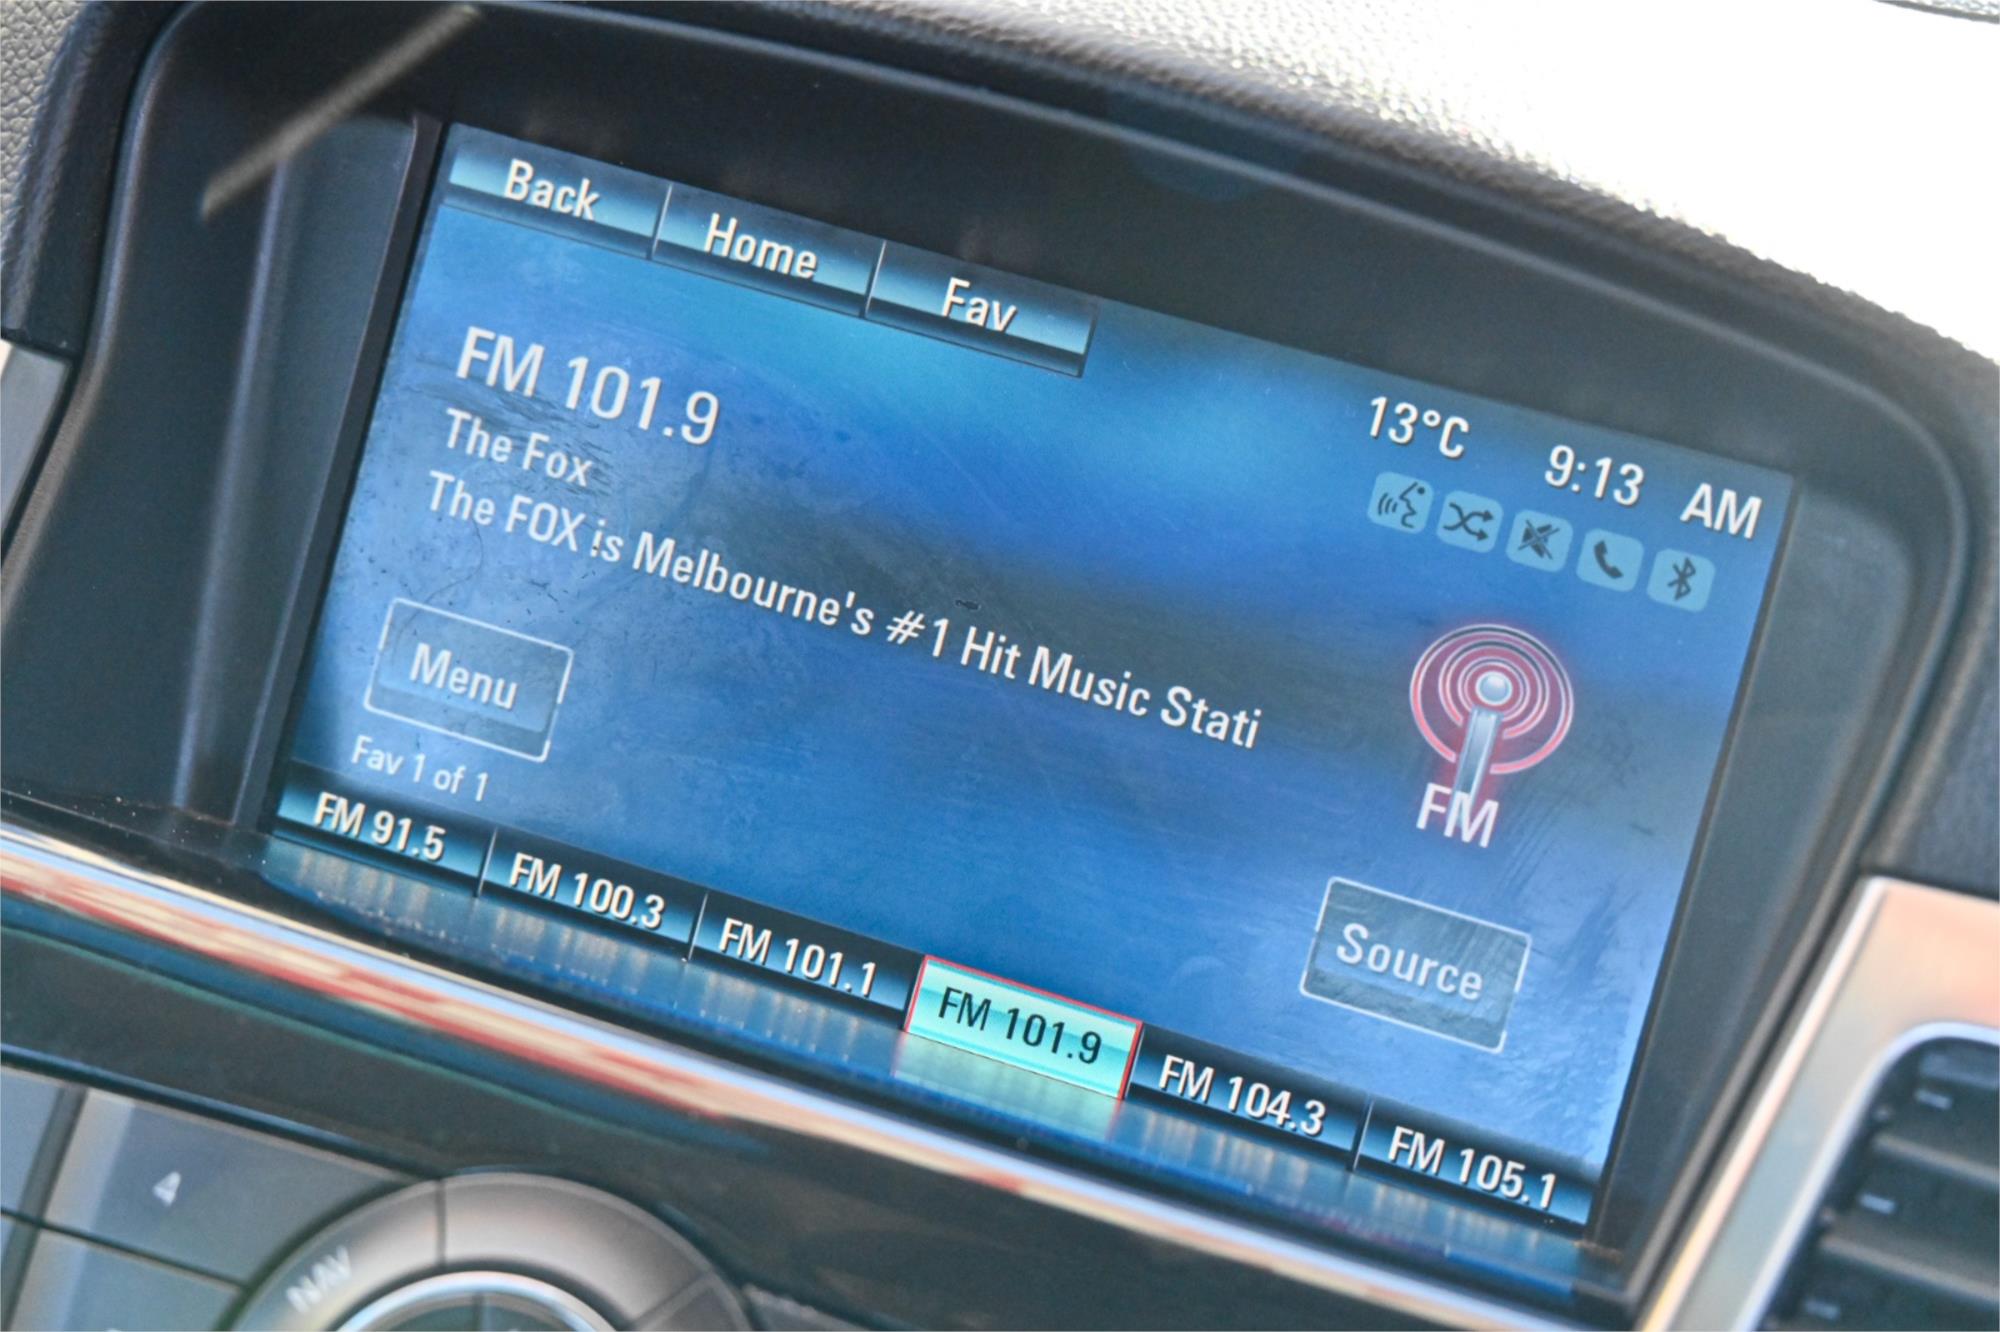 Back Home Fav
13°C 9:13 AM
FM 101.9
The Fox
The FOX is Melbourne's #1 Hit Music Stati
Menu
FM
Source
Fav 1 of 1
FM 91.5 FM 100.3 FM 101.1 FM 101.9 FM 104.3 FM 105.1
4
NAV